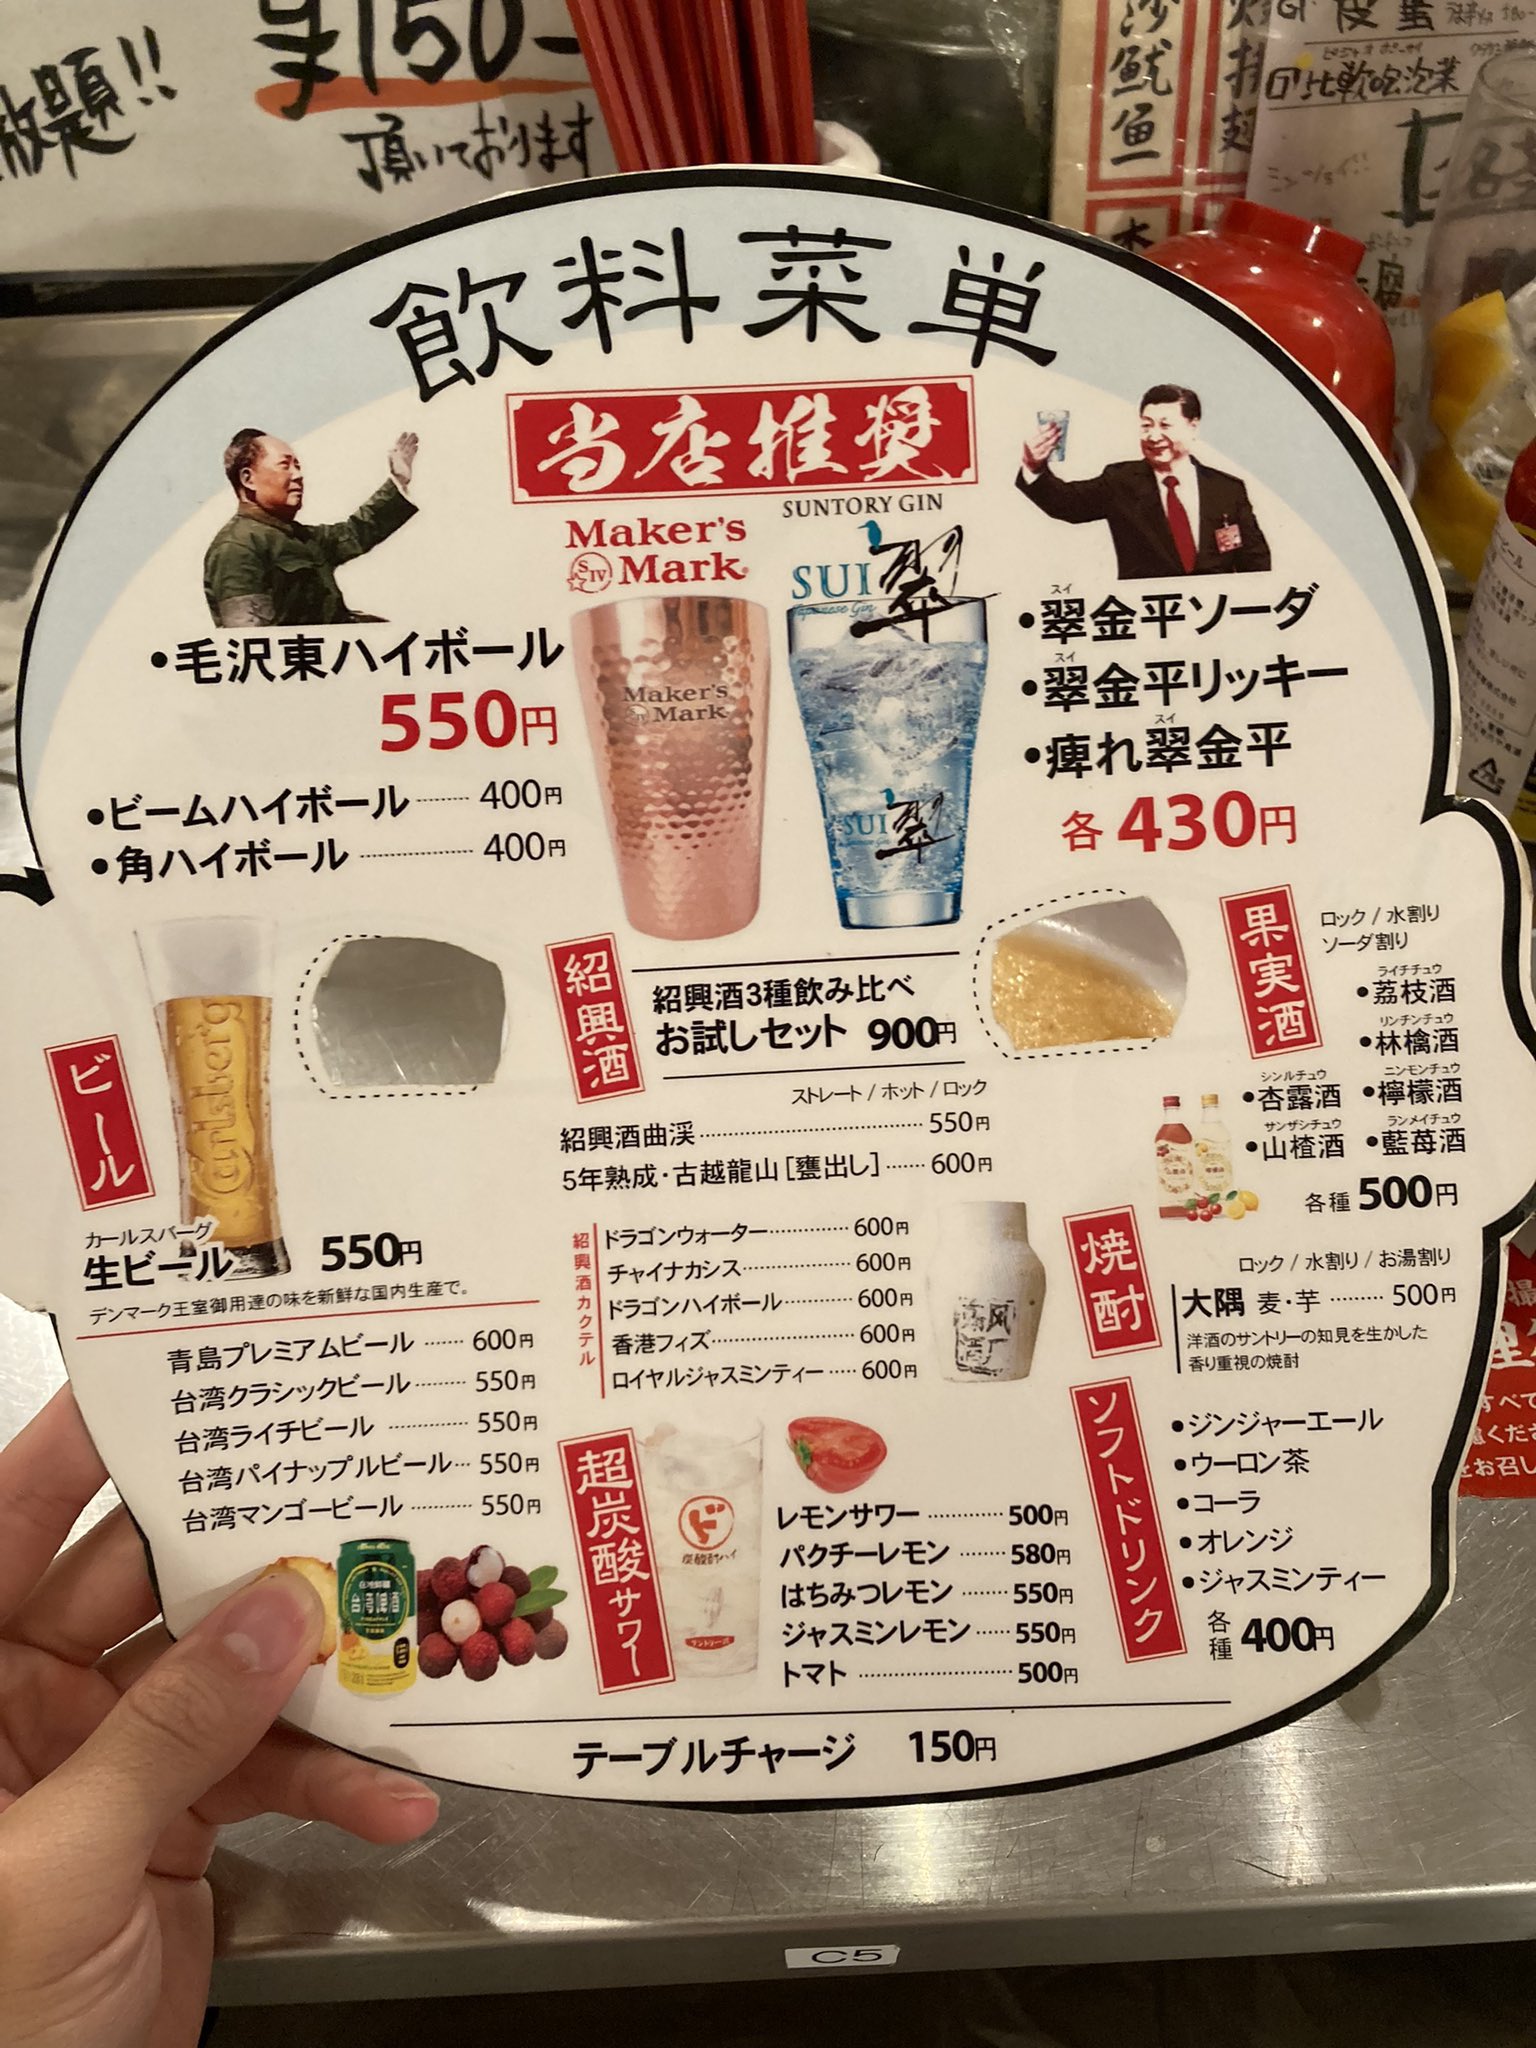 放題!!
¥150-
頂いております
沙魷魚
皮蛋
飲料菜単
当店推奨
Maker's
SIV Mark
SUNTORY GIN
SUI 翠
Japanese Gin
Maker's
Mark
SUI 翠
・毛沢東ハイボール
550円
・ビームハイボール 400円
・角ハイボール 400円
スイ
・翠金平ソーダ
スイ
・翠金平リッキー
スイ
・痺れ翠金平
各430円
ビール
Carlsberg
カールスバーグ
生ビール 550円
デンマーク王室御用達の味を新鮮な国内生産で。
青島プレミアムビール 600円
台湾クラシックビール 550円
台湾ライチビール 550円
台湾パイナップルビール 550円
台湾マンゴービール 550円
紹興酒
紹興酒3種飲み比べ
お試しセット 900円
ストレート / ホット / ロック
紹興酒曲渓 550円
5年熟成・古越龍山[甕出し] 600円
紹興酒カクテル
ドラゴンウォーター 600円
チャイナカシス 600円
ドラゴンハイボール 600円
香港フィズ 600円
ロイヤルジャスミンティー 600円
超炭酸サワー
ド
レモンサワー 500円
パクチーレモン 580円
はちみつレモン 550円
ジャスミンレモン 550円
トマト 500円
果実酒
ロック / 水割り
ソーダ割り
ライチチュウ
・荔枝酒
リンチンチュウ
・林檎酒
シンルチュウ ニンモンチュウ
・杏露酒 ・檸檬酒
サンザシチュウ ランメイチュウ
・山楂酒 ・藍苺酒
各種500円
焼酎
ロック / 水割り / お湯割り
大隅 麦・芋 500円
洋酒のサントリーの知見を生かした
香り重視の焼酎
ソフトドリンク
・ジンジャーエール
・ウーロン茶
・コーラ
・オレンジ
・ジャスミンティー
各種400円
テーブルチャージ 150円
C5